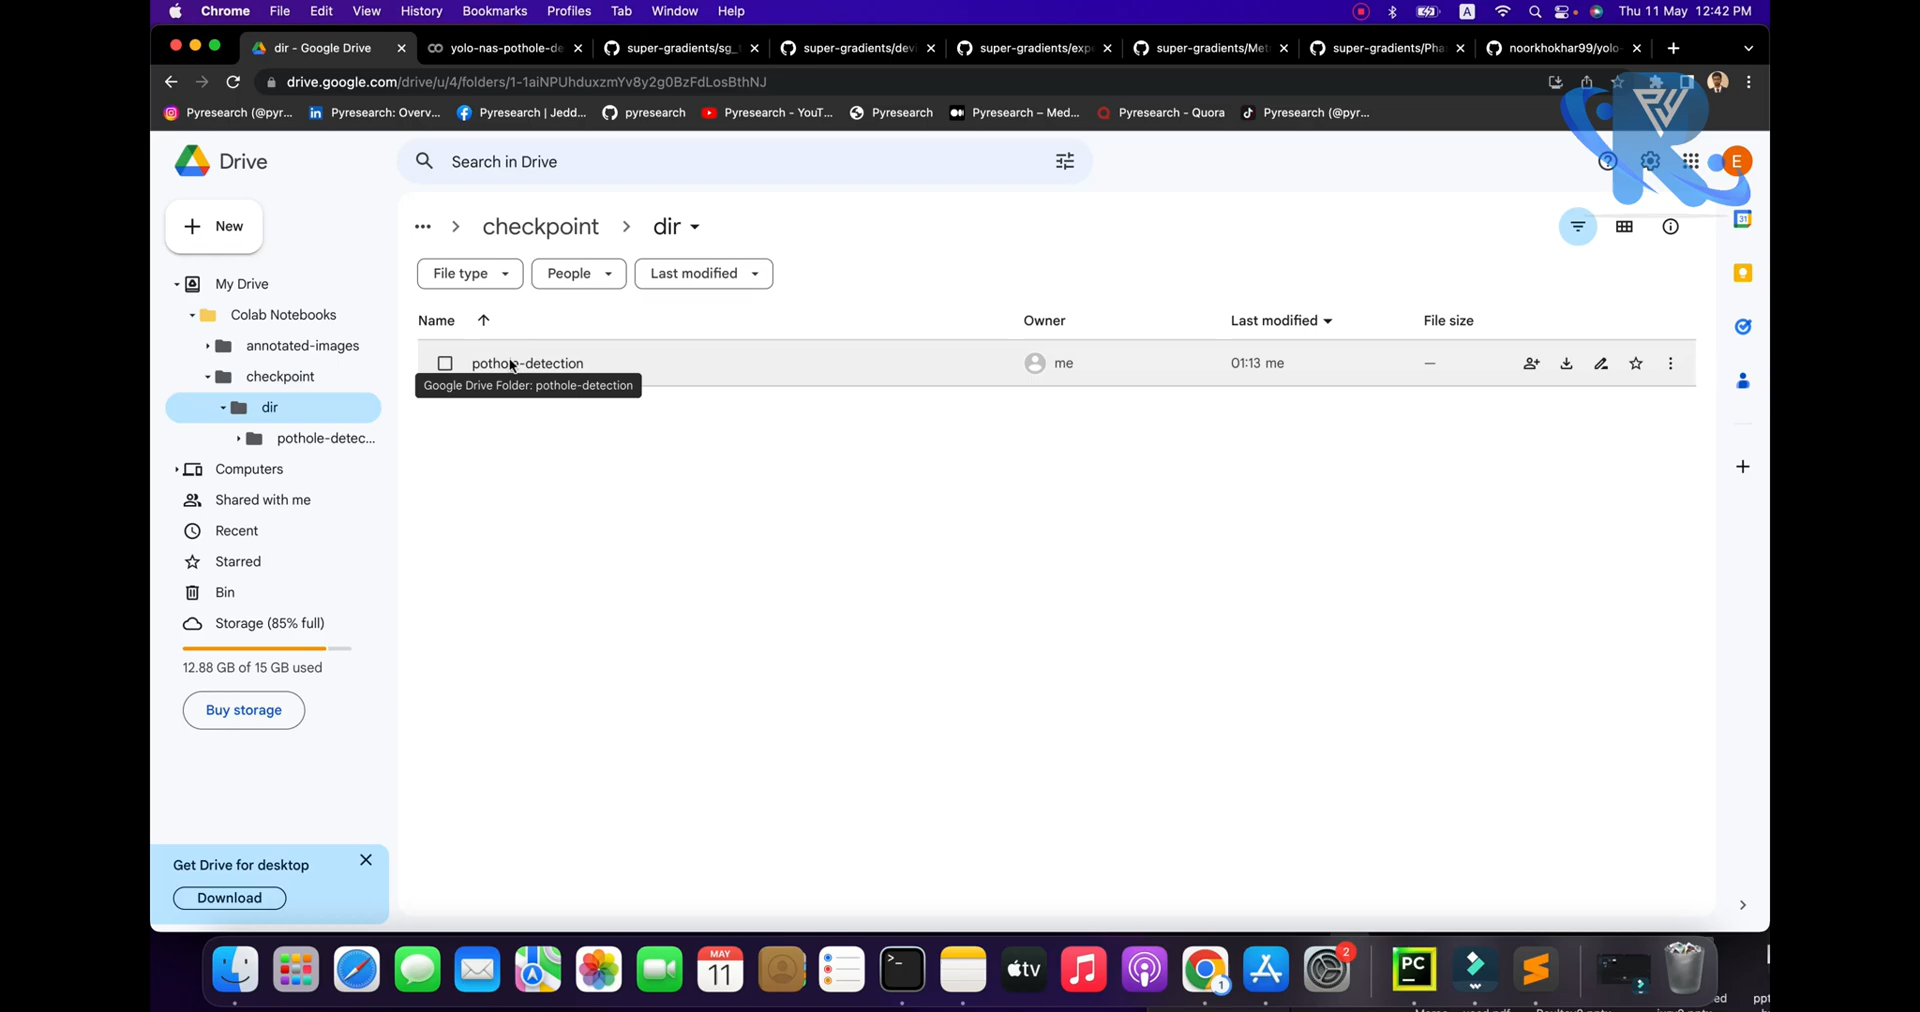 Chrome File Edit View History Bookmarks Profiles Tab Window Help A Thu 11 May 12:42 PM
dir - Google Drive yolo-nas-pothole-de super-gradients/sg_ super-gradients/dev super-gradients/exp super-gradients/Met super-gradients/Pha noorkhokhar99/yolo-
drive.google.com/drive/u/4/folders/1-1aiNPUhduxzmYv8y2g0BzFdLosBthNJ
Pyresearch (@pyr... Pyresearch: Overv... Pyresearch | Jedd... pyresearch Pyresearch - YouT... Pyresearch Pyresearch – Med... Pyresearch - Quora Pyresearch (@pyr...
Drive Search in Drive E
New
checkpoint dir
31
File type People Last modified
My Drive
Colab Notebooks
Name Owner Last modified File size
annotated-images
pothole-detection me 01:13 me —
checkpoint
Google Drive Folder: pothole-detection
dir
pothole-detec...
Computers
Shared with me
Recent
Starred
Bin
Storage (85% full)
12.88 GB of 15 GB used
Buy storage
Get Drive for desktop
Download
MAY
11
tv
1
2
PC